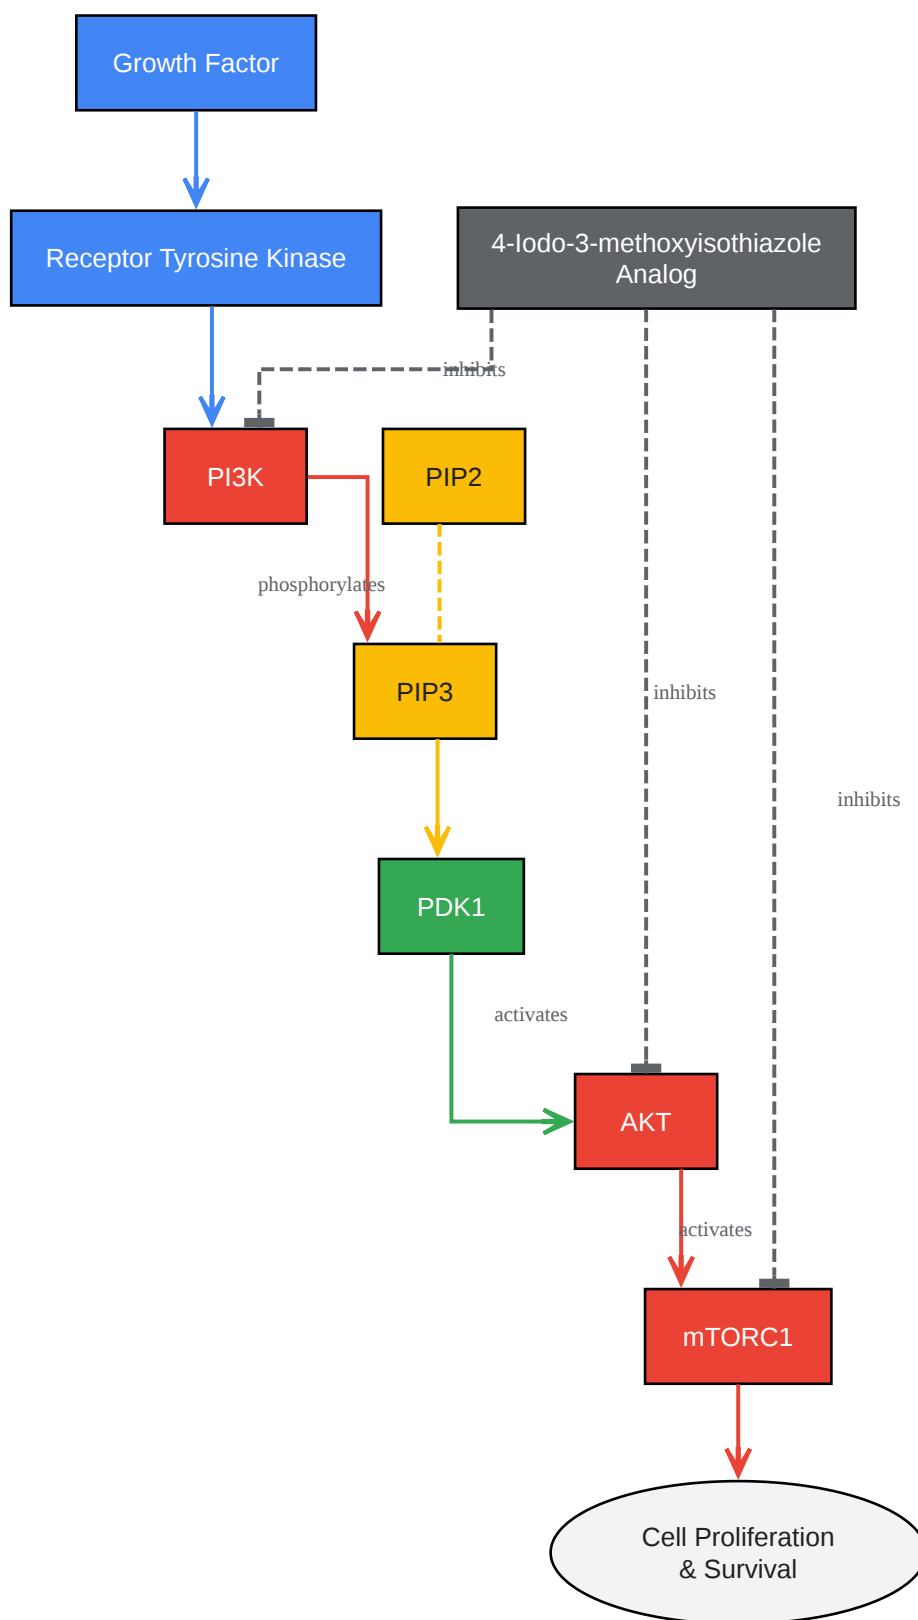 Growth Factor
Receptor Tyrosine Kinase
4-Iodo-3-methoxyisothiazole
Analog
inhibits
PI3K
PIP2
phosphorylates
PIP3
inhibits
inhibits
PDK1
activates
AKT
activates
mTORC1
Cell Proliferation
& Survival